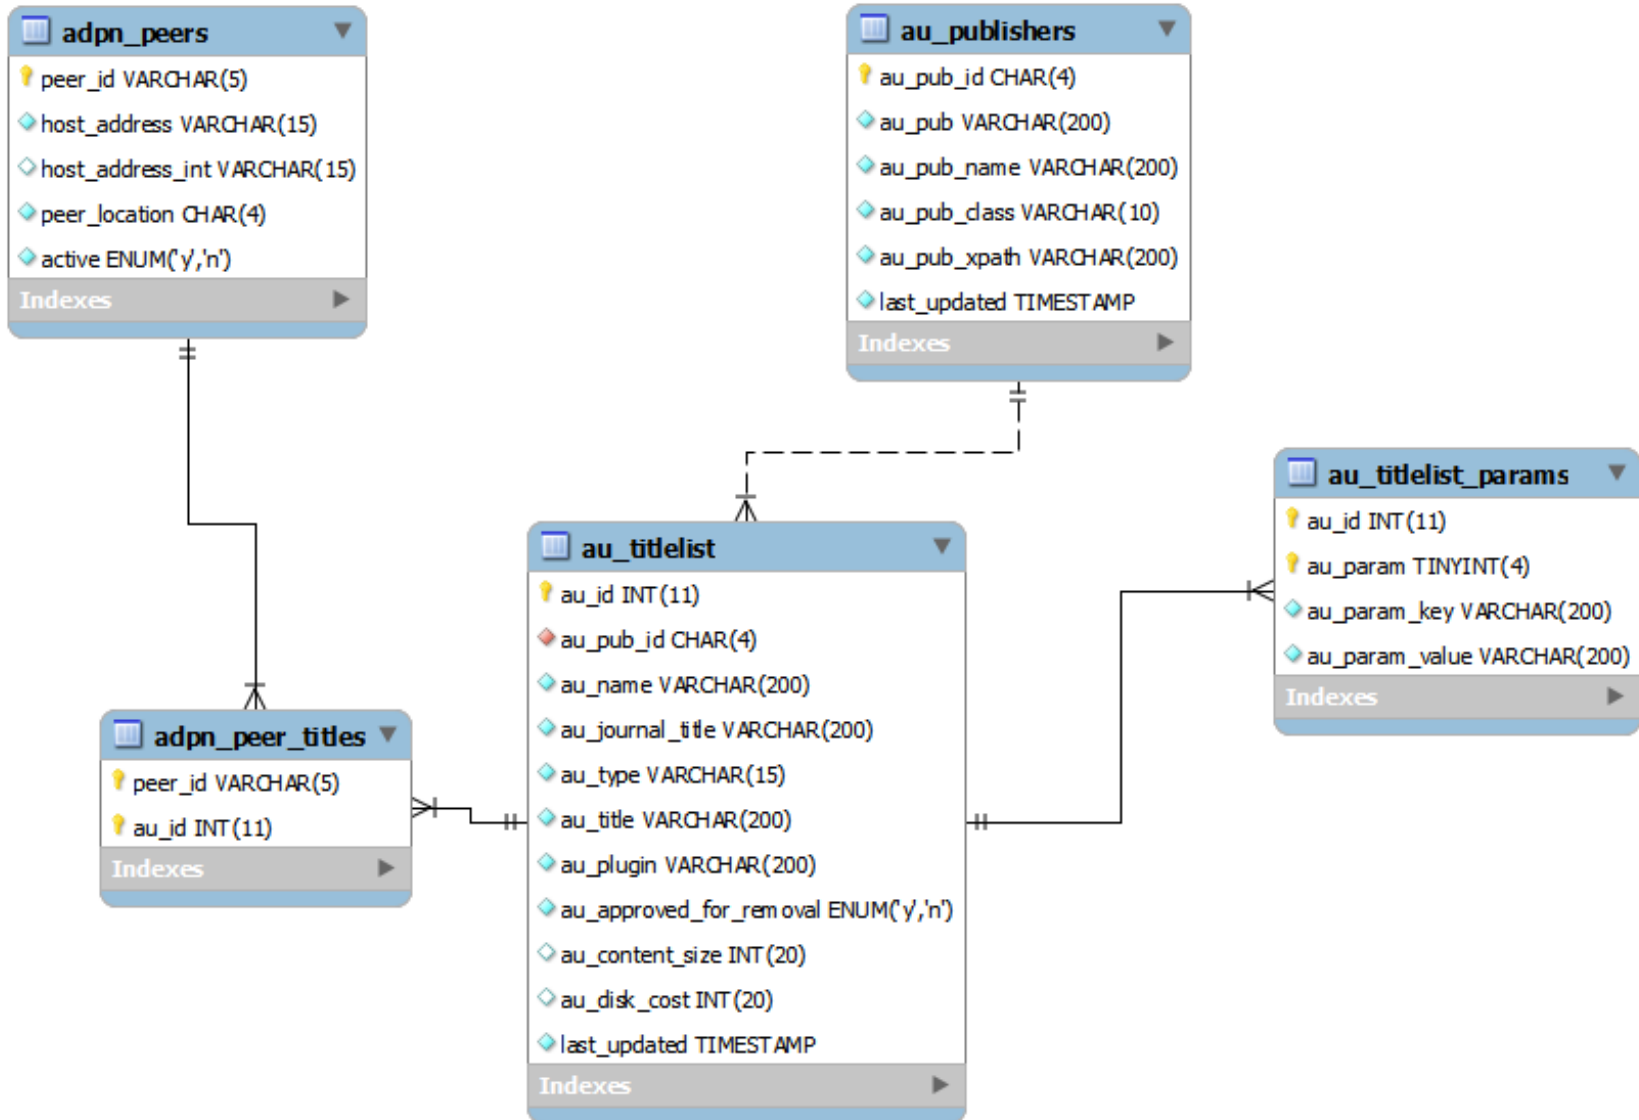 adpn_peers
peer_id VARCHAR(5)
host_address VARCHAR(15)
host_address_int VARCHAR(15)
peer_location CHAR(4)
active ENUM('y','n')
Indexes
au_publishers
au_pub_id CHAR(4)
au_pub VARCHAR(200)
au_pub_name VARCHAR(200)
au_pub_class VARCHAR(10)
au_pub_xpath VARCHAR(200)
last_updated TIMESTAMP
Indexes
au_titlelist_params
au_id INT(11)
au_param TINYINT(4)
au_param_key VARCHAR(200)
au_param_value VARCHAR(200)
Indexes
au_titlelist
au_id INT(11)
au_pub_id CHAR(4)
au_name VARCHAR(200)
au_journal_title VARCHAR(200)
au_type VARCHAR(15)
au_title VARCHAR(200)
au_plugin VARCHAR(200)
au_approved_for_removal ENUM('y','n')
au_content_size INT(20)
au_disk_cost INT(20)
last_updated TIMESTAMP
Indexes
adpn_peer_titles
peer_id VARCHAR(5)
au_id INT(11)
Indexes